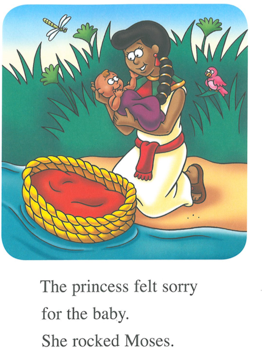 The princess felt sorry
for the baby.
She rocked Moses.